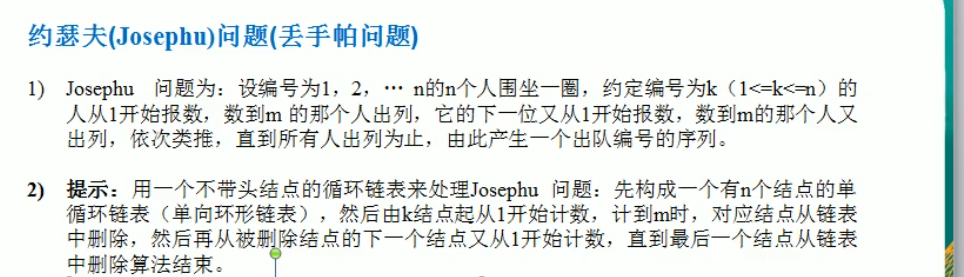 约瑟夫(Josephu)问题(丢手帕问题)
1) Josephu 问题为：设编号为1，2，… n的n个人围坐一圈，约定编号为k（1<=k<=n）的
人从1开始报数，数到m 的那个人出列，它的下一位又从1开始报数，数到m的那个人又
出列，依次类推，直到所有人出列为止，由此产生一个出队编号的序列。
2) 提示：用一个不带头结点的循环链表来处理Josephu 问题：先构成一个有n个结点的单
循环链表（单向环形链表），然后由k结点起从1开始计数，计到m时，对应结点从链表
中删除，然后再从被删除结点的下一个结点又从1开始计数，直到最后一个结点从链表
中删除算法结束。